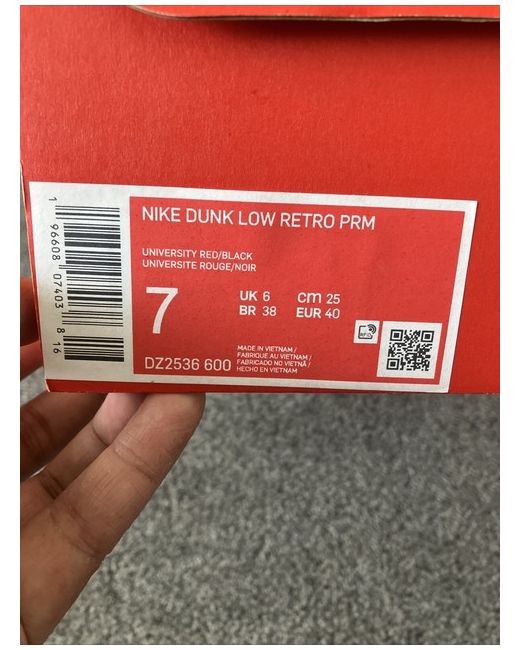 NIKE DUNK LOW RETRO PRM
UNIVERSITY RED/BLACK
UNIVERSITE ROUGE/NOIR
7
UK 6 cm 25
BR 38 EUR 40
DZ2536 600
MADE IN VIETNAM /
FABRIQUE AU VIETNAM /
FABRICADO NO VIETNÃ /
HECHO EN VIETNAM
1 96608 07403 8 16